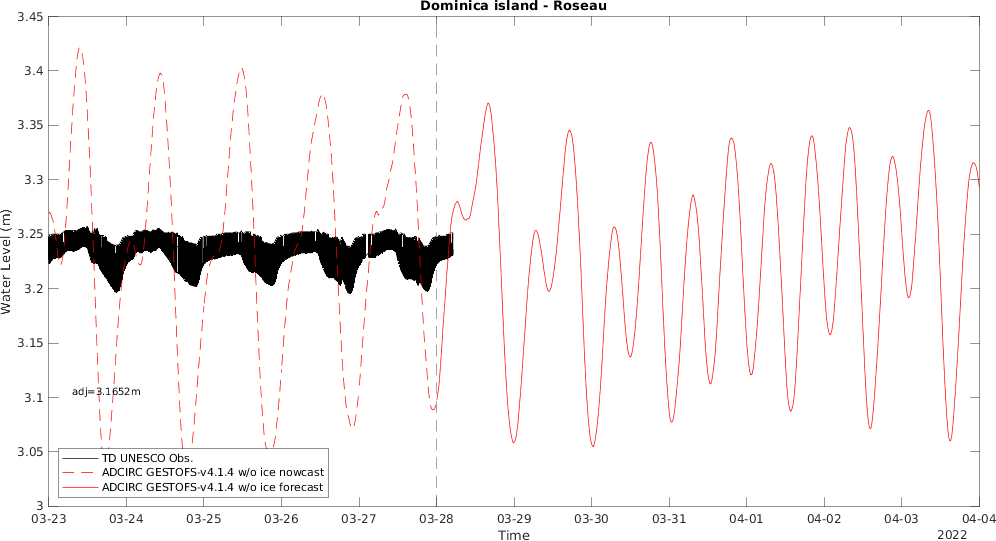 Dominica island - Roseau
3.45
3.4
3.35
3.3
3.25
3.2
3.15
3.1
3.05
3
Water Level (m)
adj=3.1652m
TD UNESCO Obs.
ADCIRC GESTOFS-v4.1.4 w/o ice nowcast
ADCIRC GESTOFS-v4.1.4 w/o ice forecast
03-23 03-24 03-25 03-26 03-27 03-28 03-29 03-30 03-31 04-01 04-02 04-03 04-04
Time
2022